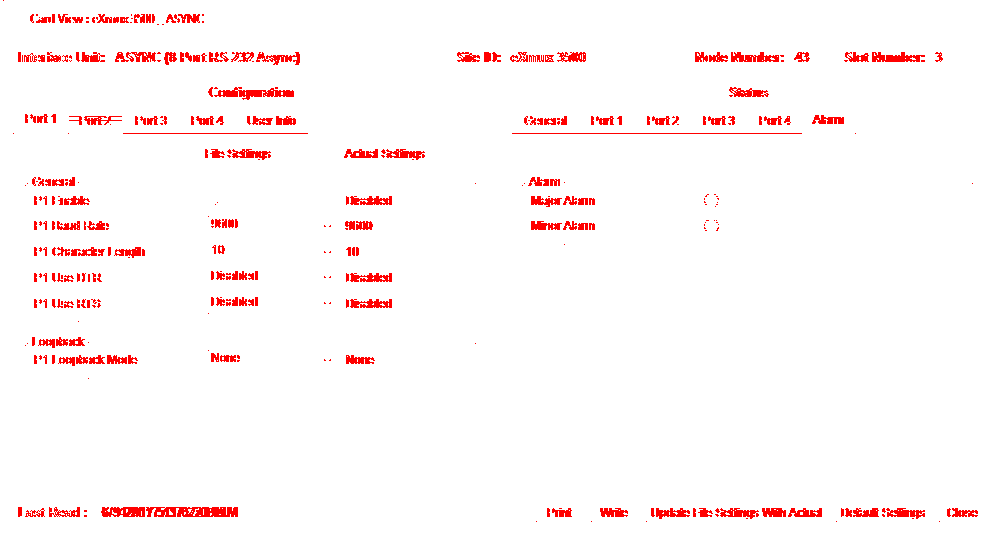 Card View : eXmux3500_ASYNC
Interface Unit: ASYNC (8 Port RS-232 Async) Site ID: eXmux 3500 Node Number: 43 Slot Number: 3
Configuration Status
Port 1 Port 2 Port 3 Port 4 User Info General Port 1 Port 2 Port 3 Port 4 Alarm
File Settings Actual Settings
General Alarm
P1 Enable Disabled Major Alarm
P1 Baud Rate 9600 9600 Minor Alarm
P1 Character Length 10 10
P1 Use DTR Disabled Disabled
P1 Use RTS Disabled Disabled
Loopback
P1 Loopback Mode None None
Last Read :
Print Write Update File Settings With Actual Default Settings Close